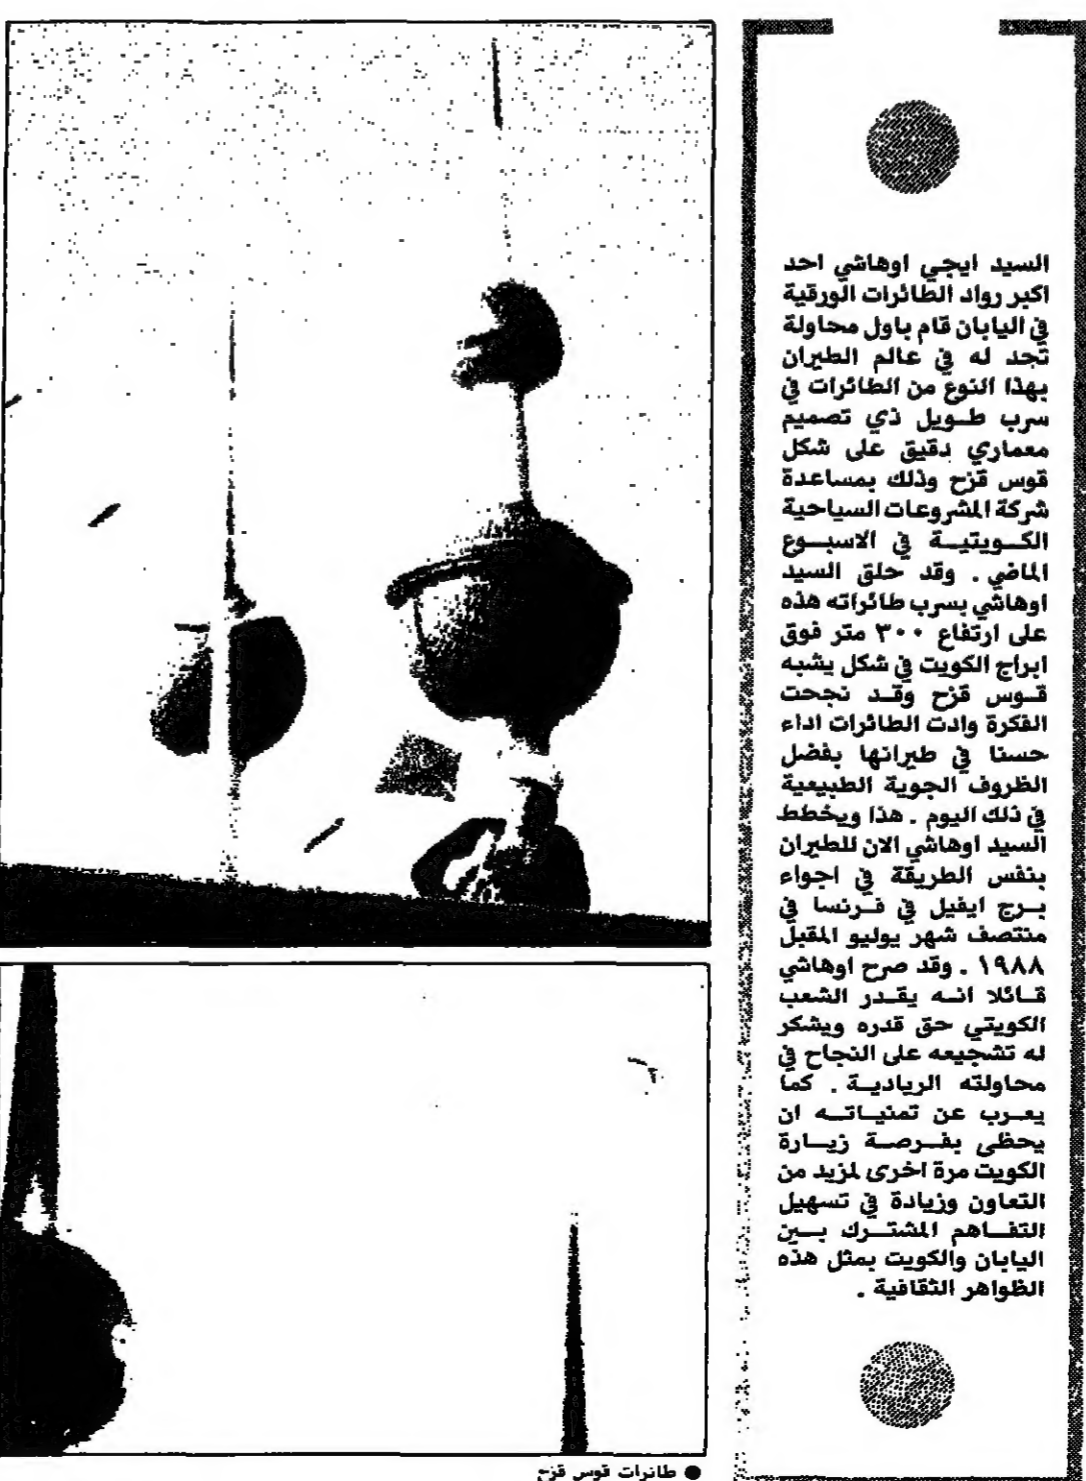 السيد ايجي اوهاشي احد
اكبر رواد الطائرات الورقية
في اليابان قام باول محاولة
تجد له في عالم الطيران
بهذا النوع من الطائرات في
سرب طويل ذي تصميم
معماري دقيق على شكل
قوس قزح وذلك بمساعدة
شركة المشروعات السياحية
الكويتية في الاسبوع
الماضي . وقد حلق السيد
اوهاشي بسرب طائراته هذه
على ارتفاع ٣٠٠ متر فوق
ابراج الكويت في شكل يشبه
قوس قزح وقد نجحت
الفكرة وادت الطائرات اداء
حسنا في طيرانها بفضل
الظروف الجوية الطبيعية
في ذلك اليوم . هذا ويخطط
السيد اوهاشي الان للطيران
بنفس الطريقة في اجواء
برج ايفيل في فرنسا في
منتصف شهر يوليو المقبل
١٩٨٨ . وقد صرح اوهاشي
قائلا انه يقدر الشعب
الكويتي حق قدره ويشكر
له تشجيعه على النجاح في
محاولته الريادية . كما
يعرب عن تمنياته ان
يحظى بفرصة زيارة
الكويت مرة اخرى لمزيد من
التعاون وزيادة في تسهيل
التفاهم المشترك بين
اليابان والكويت بمثل هذه
الظواهر الثقافية .
● طائرات قوس قزح